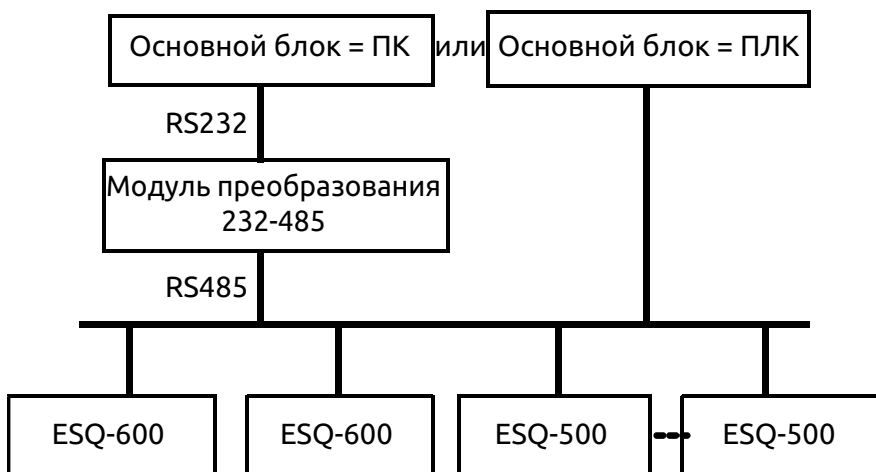 Основной блок = ПК или Основной блок = ПЛК
RS232
Модуль преобразования
232-485
RS485
ESQ-600 ESQ-600 ESQ-500 ESQ-500